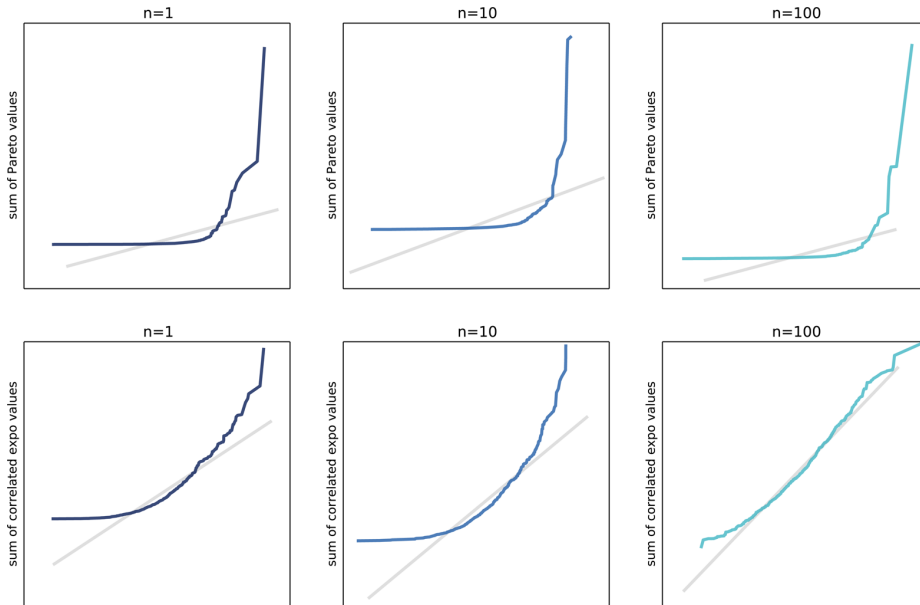 n=1
n=10
n=100
sum of Pareto values
sum of Pareto values
sum of Pareto values
n=1
n=10
n=100
sum of correlated expo values
sum of correlated expo values
sum of correlated expo values